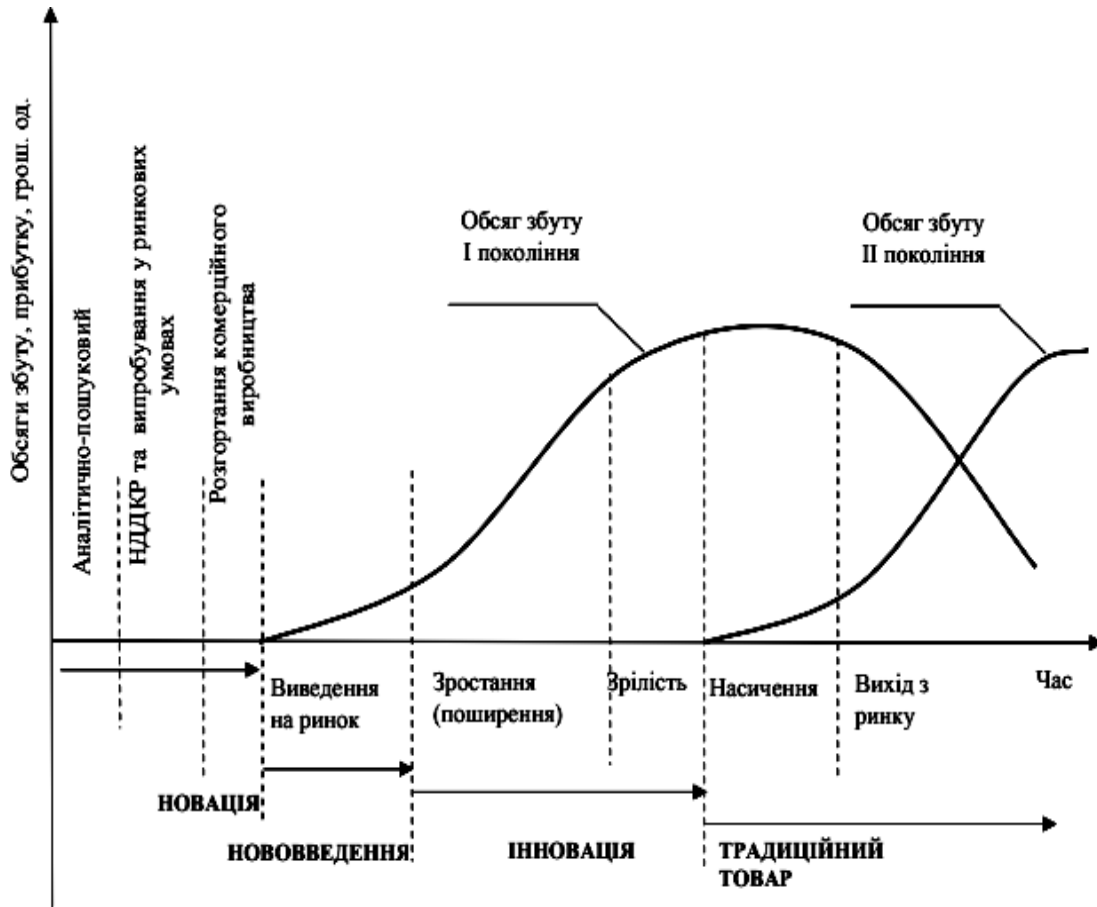 Обсяги збуту, прибутку, грош. од.
Аналітично-пошуковий
НДДКР та випробування у ринкових
умовах
Розгортання комерційного
виробництва
Обсяг збуту
І покоління
Обсяг збуту
ІІ покоління
Виведення
на ринок
Зростання
(поширення)
Зрілість
Насичення
Вихід з
ринку
Час
НОВАЦІЯ
НОВОВВЕДЕННЯ
ІННОВАЦІЯ
ТРАДИЦІЙНИЙ
ТОВАР